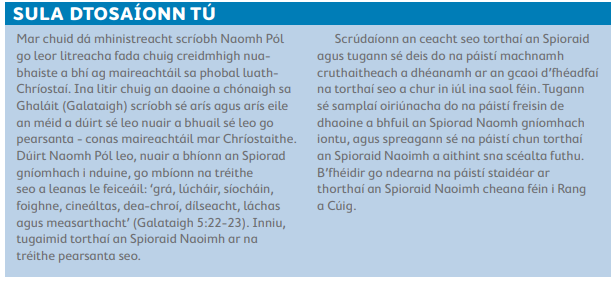 SULA DTOSAÍONN TÚ
Mar chuid dá mhinistreacht scríobh Naomh Pól
go leor litreacha fada chuig creidmhigh nua-
bhaiste a bhí ag maireachtáil sa phobal luath-
Chríostaí. Ina litir chuig an daoine a chónaigh sa
Ghaláit (Galataigh) scríobh sé arís agus arís eile
an méid a dúirt sé leo nuair a bhuail sé leo go
pearsanta - conas maireachtáil mar Chríostaithe.
Dúirt Naomh Pól leo, nuair a bhíonn an Spiorad
gníomhach i nduine, go mbíonn na tréithe
seo a leanas le feiceáil: ‘grá, lúcháir, síocháin,
foighne, cineáltas, dea-chroí, dílseacht, láchas
agus measarthacht’ (Galataigh 5:22-23). Inniu,
tugaimid torthaí an Spioraid Naoimh ar na
tréithe pearsanta seo.
Scrúdaíonn an ceacht seo torthaí an Spioraid
agus tugann sé deis do na páistí machnamh
cruthaitheach a dhéanamh ar an gcaoi d’fhéadfaí
na torthaí seo a chur in iúl ina saol féin. Tugann
sé samplaí oiriúnacha do na páistí freisin de
dhaoine a bhfuil an Spiorad Naomh gníomhach
iontu, agus spreagann sé na páistí chun torthaí
an Spioraid Naoimh a aithint sna scéalta futhu.
B’fhéidir go ndearna na páistí staidéar ar
thorthaí an Spioraid Naoimh cheana féin i Rang
a Cúig.